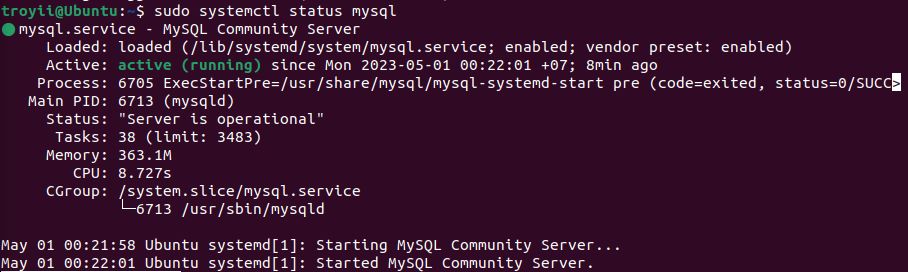 troyii@Ubuntu:~$ sudo systemctl status mysql
● mysql.service - MySQL Community Server
     Loaded: loaded (/lib/systemd/system/mysql.service; enabled; vendor preset: enabled)
     Active: active (running) since Mon 2023-05-01 00:22:01 +07; 8min ago
    Process: 6705 ExecStartPre=/usr/share/mysql/mysql-systemd-start pre (code=exited, status=0/SUCC>
   Main PID: 6713 (mysqld)
     Status: "Server is operational"
      Tasks: 38 (limit: 3483)
     Memory: 363.1M
        CPU: 8.727s
     CGroup: /system.slice/mysql.service
             └─6713 /usr/sbin/mysqld
May 01 00:21:58 Ubuntu systemd[1]: Starting MySQL Community Server...
May 01 00:22:01 Ubuntu systemd[1]: Started MySQL Community Server.